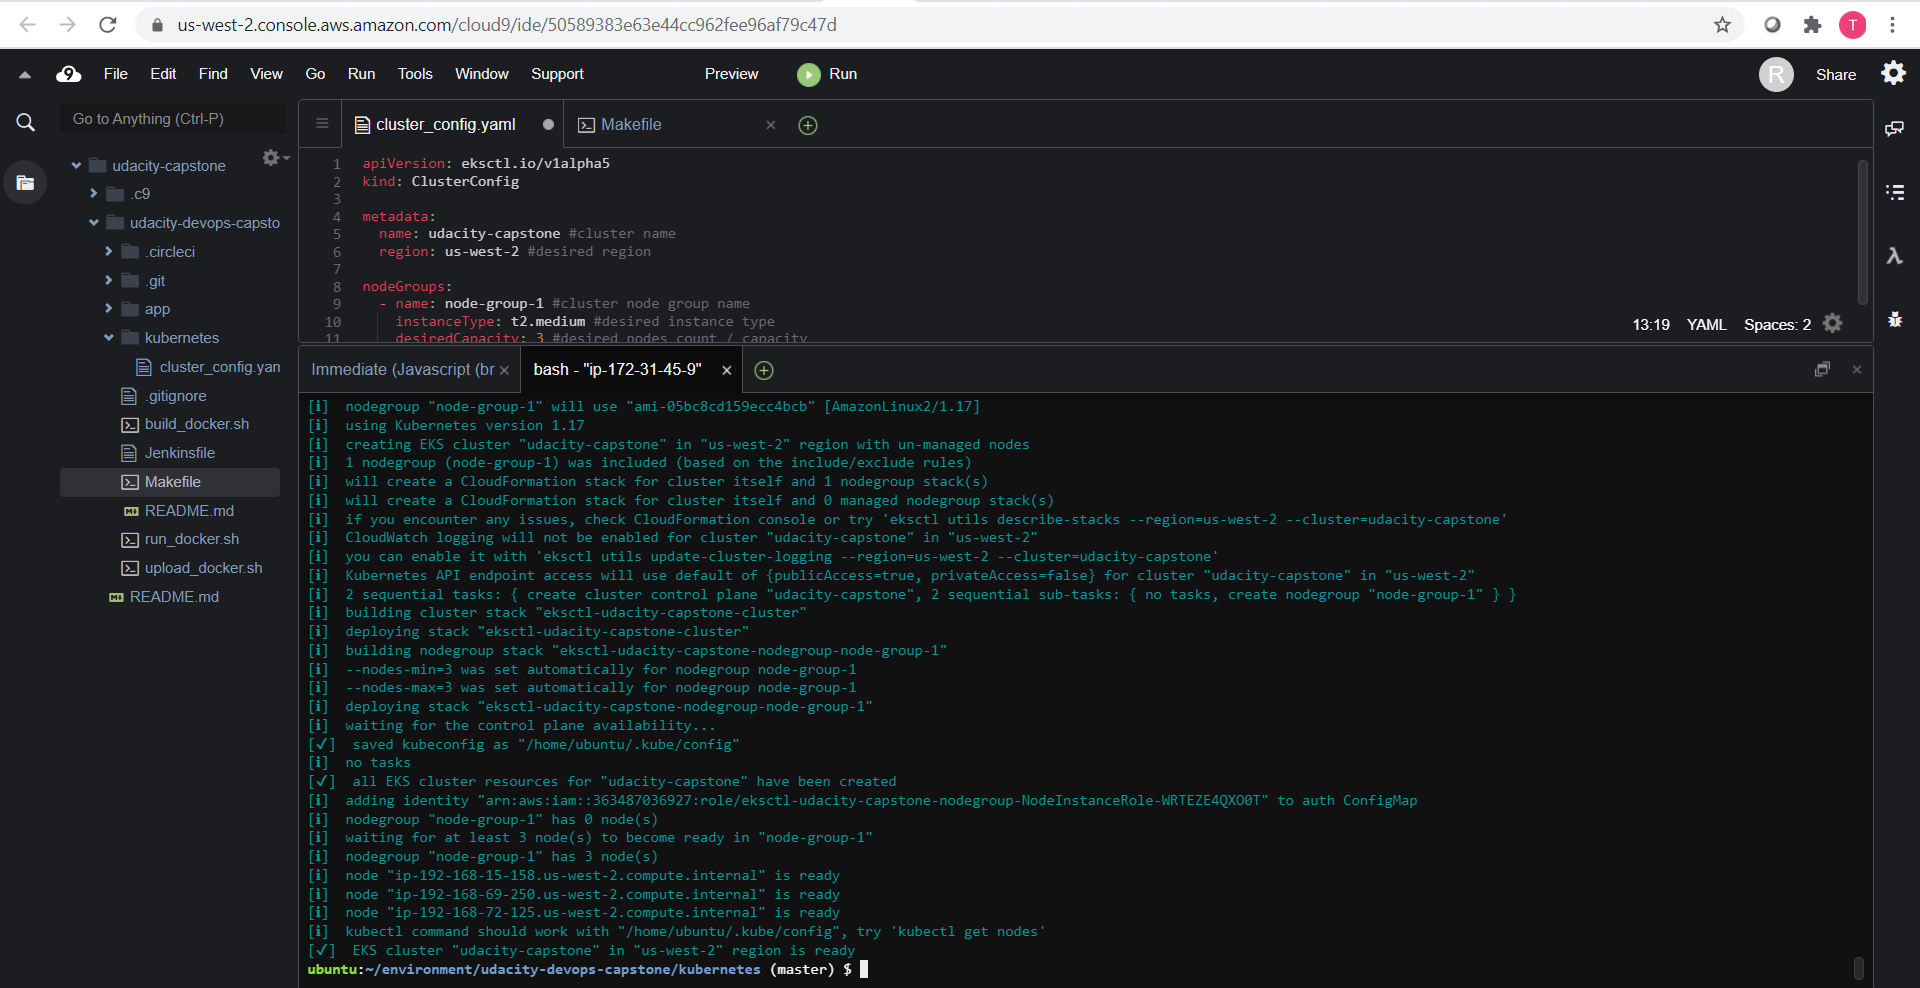 us-west-2.console.aws.amazon.com/cloud9/ide/50589383e63e44cc962fee96af79c47d
T
9 File Edit Find View Go Run Tools Window Support Preview Run
R Share
Go to Anything (Ctrl-P)
udacity-capstone
.c9
udacity-devops-capsto
.circleci
.git
app
kubernetes
cluster_config.yan
.gitignore
build_docker.sh
Jenkinsfile
Makefile
README.md
run_docker.sh
upload_docker.sh
README.md
cluster_config.yaml
Makefile
1 apiVersion: eksctl.io/v1alpha5
2 kind: ClusterConfig
3
4 metadata:
5 name: udacity-capstone #cluster name
6 region: us-west-2 #desired region
7
8 nodeGroups:
9 - name: node-group-1 #cluster node group name
10 instanceType: t2.medium #desired instance type
11 desiredCapacity: 3 #desired nodes count / capacity
13:19 YAML Spaces: 2
Immediate (Javascript (br
bash - "ip-172-31-45-9"
[i] nodegroup "node-group-1" will use "ami-05bc8cd159ecc4bcb" [AmazonLinux2/1.17]
[i] using Kubernetes version 1.17
[i] creating EKS cluster "udacity-capstone" in "us-west-2" region with un-managed nodes
[i] 1 nodegroup (node-group-1) was included (based on the include/exclude rules)
[i] will create a CloudFormation stack for cluster itself and 1 nodegroup stack(s)
[i] will create a CloudFormation stack for cluster itself and 0 managed nodegroup stack(s)
[i] if you encounter any issues, check CloudFormation console or try 'eksctl utils describe-stacks --region=us-west-2 --cluster=udacity-capstone'
[i] CloudWatch logging will not be enabled for cluster "udacity-capstone" in "us-west-2"
[i] you can enable it with 'eksctl utils update-cluster-logging --region=us-west-2 --cluster=udacity-capstone'
[i] Kubernetes API endpoint access will use default of {publicAccess=true, privateAccess=false} for cluster "udacity-capstone" in "us-west-2"
[i] 2 sequential tasks: { create cluster control plane "udacity-capstone", 2 sequential sub-tasks: { no tasks, create nodegroup "node-group-1" } }
[i] building cluster stack "eksctl-udacity-capstone-cluster"
[i] deploying stack "eksctl-udacity-capstone-cluster"
[i] building nodegroup stack "eksctl-udacity-capstone-nodegroup-node-group-1"
[i] --nodes-min=3 was set automatically for nodegroup node-group-1
[i] --nodes-max=3 was set automatically for nodegroup node-group-1
[i] deploying stack "eksctl-udacity-capstone-nodegroup-node-group-1"
[i] waiting for the control plane availability...
[✓] saved kubeconfig as "/home/ubuntu/.kube/config"
[i] no tasks
[✓] all EKS cluster resources for "udacity-capstone" have been created
[i] adding identity "arn:aws:iam::363487036927:role/eksctl-udacity-capstone-nodegroup-NodeInstanceRole-WRTEZE4QXO0T" to auth ConfigMap
[i] nodegroup "node-group-1" has 0 node(s)
[i] waiting for at least 3 node(s) to become ready in "node-group-1"
[i] nodegroup "node-group-1" has 3 node(s)
[i] node "ip-192-168-15-158.us-west-2.compute.internal" is ready
[i] node "ip-192-168-69-250.us-west-2.compute.internal" is ready
[i] node "ip-192-168-72-125.us-west-2.compute.internal" is ready
[i] kubectl command should work with "/home/ubuntu/.kube/config", try 'kubectl get nodes'
[✓] EKS cluster "udacity-capstone" in "us-west-2" region is ready
ubuntu:~/environment/udacity-devops-capstone/kubernetes (master) $